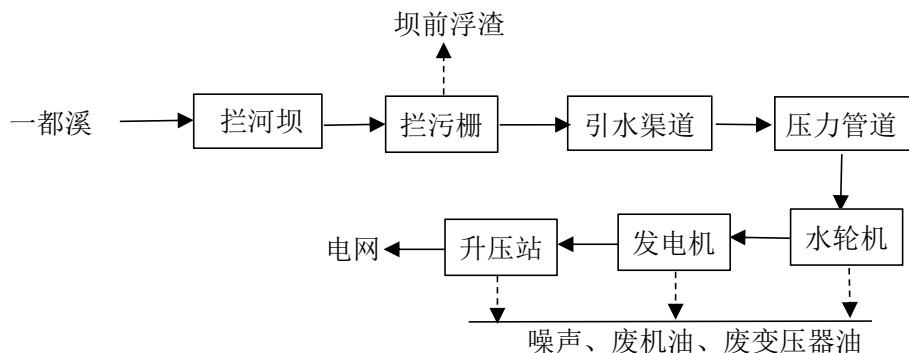 坝前浮渣
一都溪
拦河坝
拦污栅
引水渠道
压力管道
电网
升压站
发电机
水轮机
噪声、废机油、废变压器油